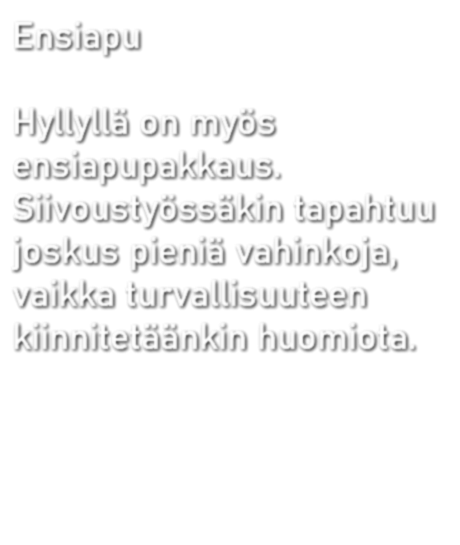 Ensiapu
Hyllyllä on myös
ensiapupakkaus.
Siivoustyössäkin tapahtuu
joskus pieniä vahinkoja,
vaikka turvallisuuteen
kiinnitetäänkin huomiota.